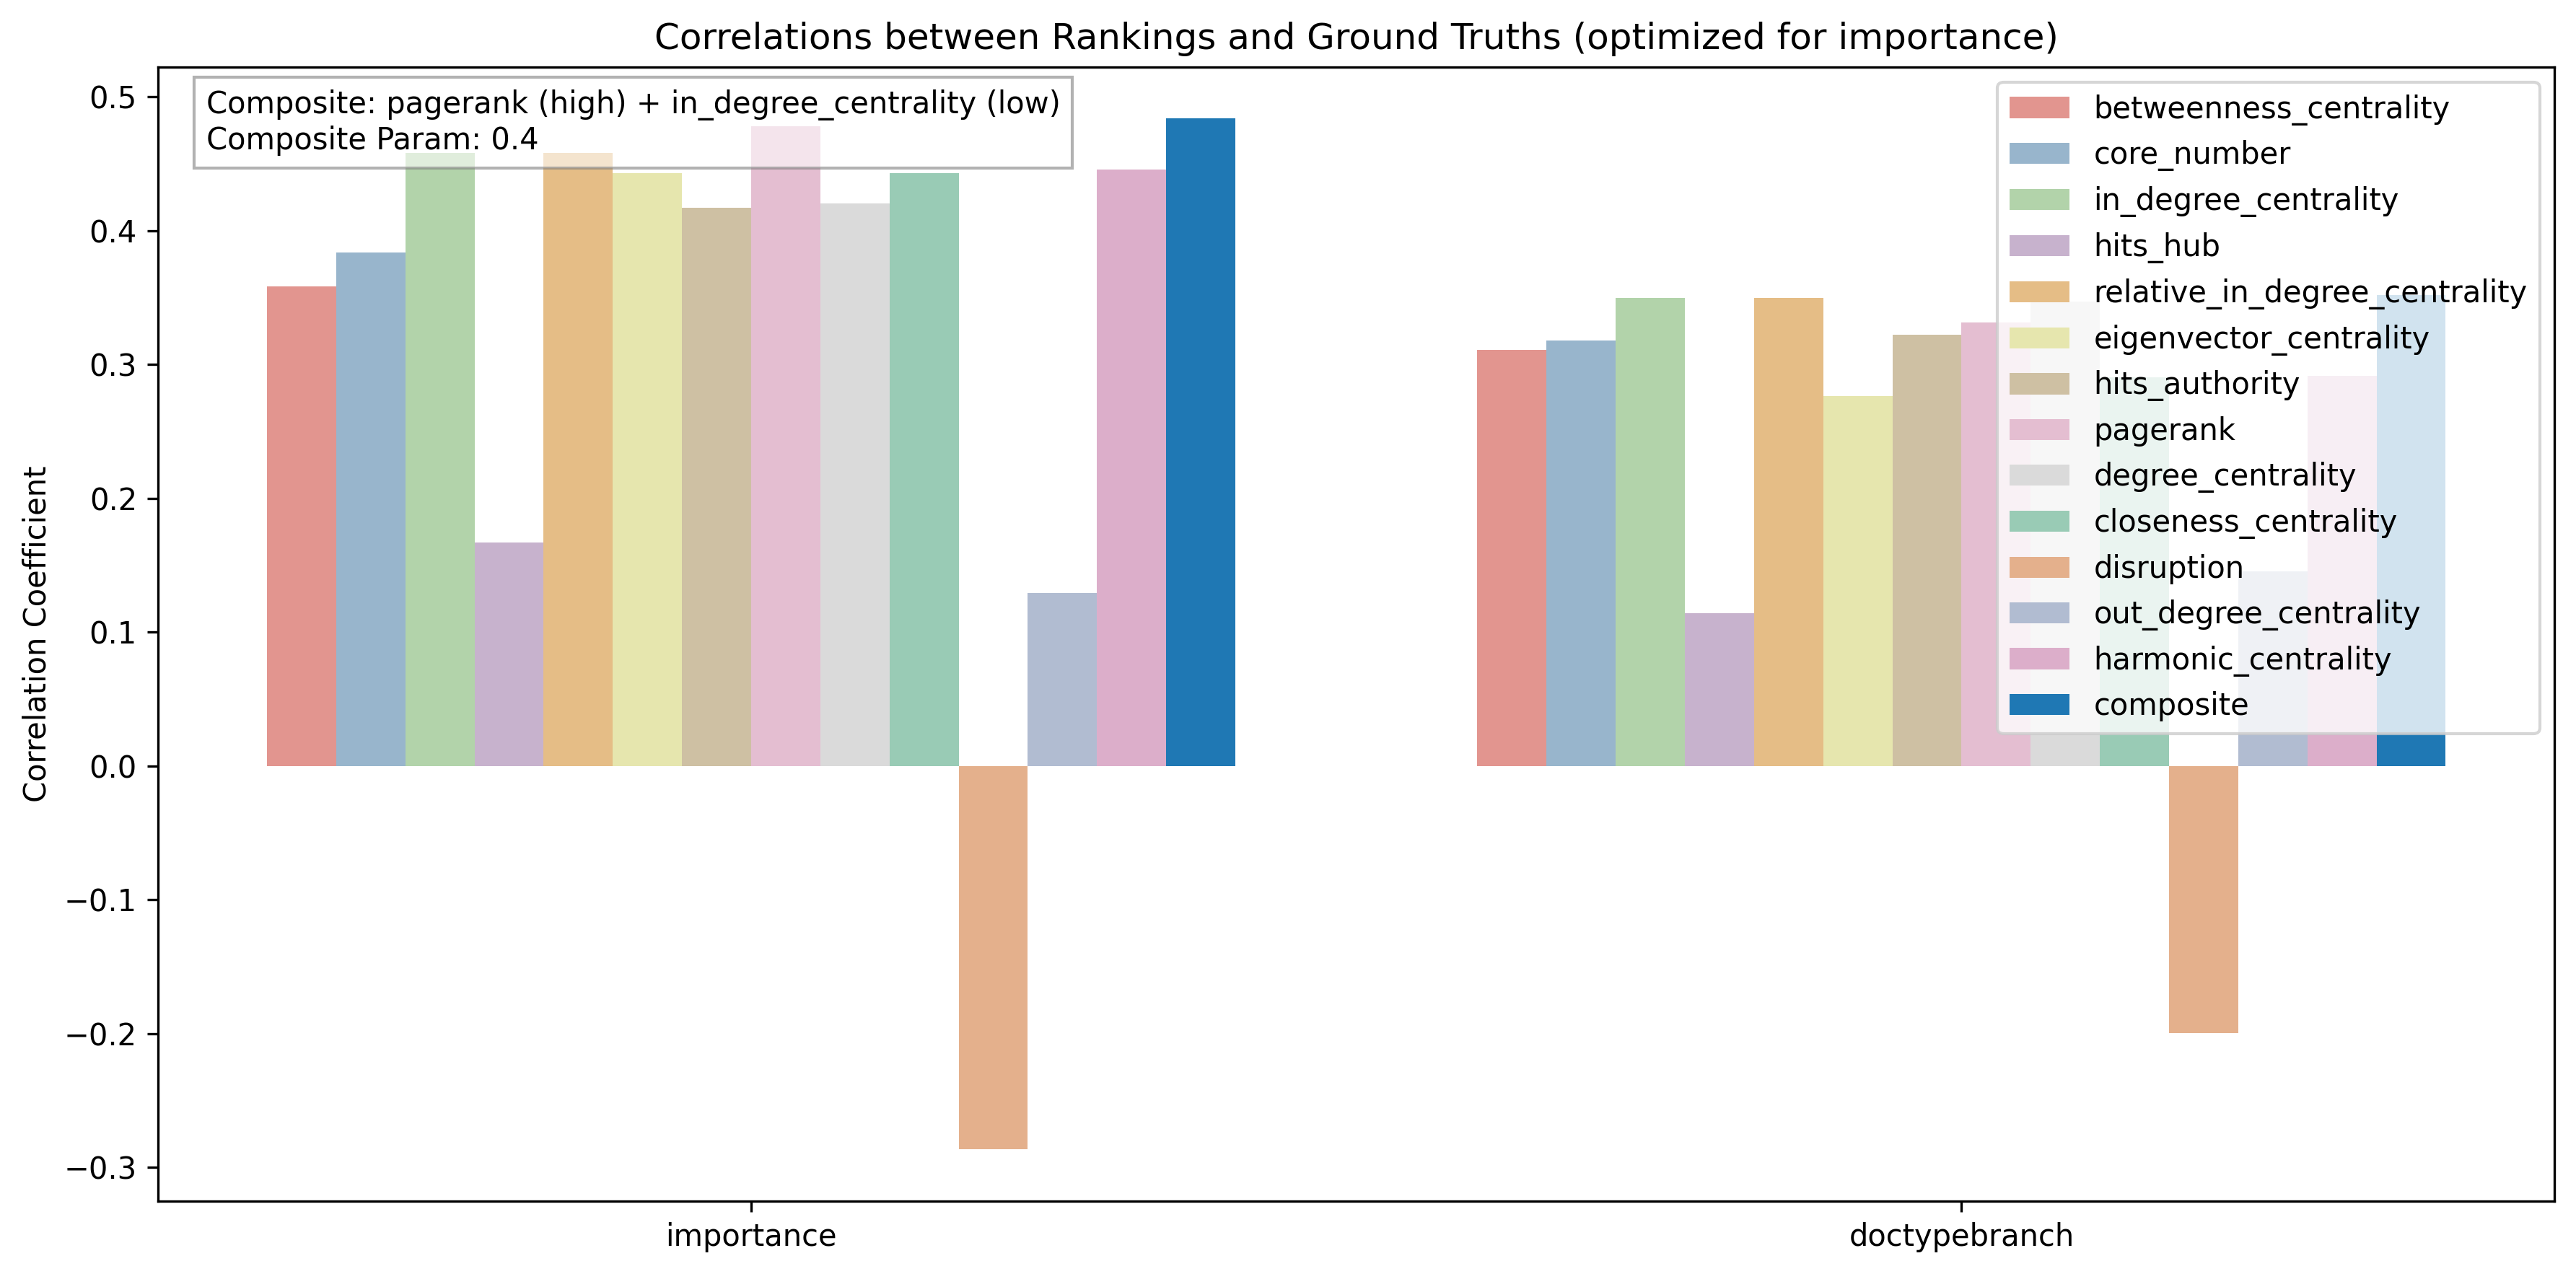 Correlations between Rankings and Ground Truths (optimized for importance)
Composite: pagerank (high) + in_degree_centrality (low)
Composite Param: 0.4
betweenness_centrality
core_number
in_degree_centrality
hits_hub
relative_in_degree_centrality
eigenvector_centrality
hits_authority
pagerank
degree_centrality
closeness_centrality
disruption
out_degree_centrality
harmonic_centrality
composite
Correlation Coefficient
0.5
0.4
0.3
0.2
0.1
0.0
−0.1
−0.2
−0.3
importance
doctypebranch